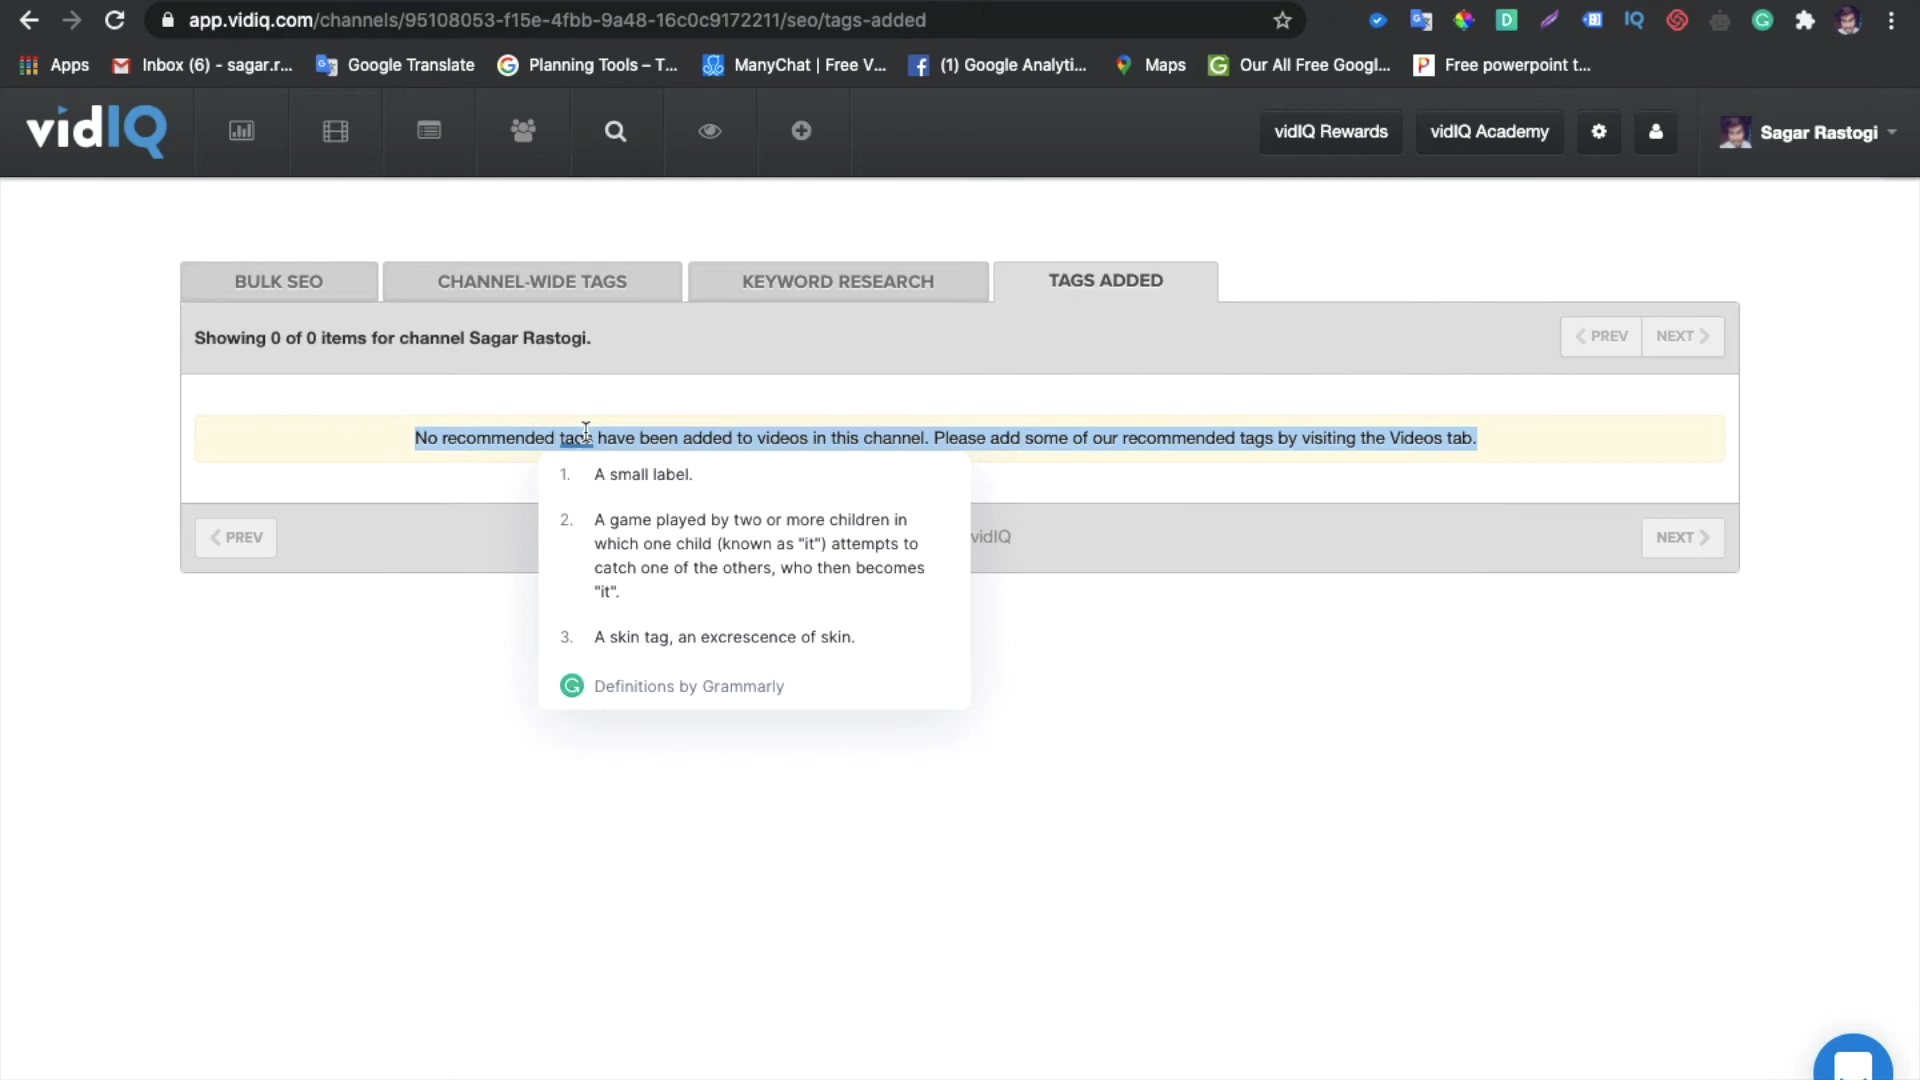 app.vidiq.com/channels/95108053-f15e-4fbb-9a48-16c0c9172211/seo/tags-added
Apps
Inbox (6) - sagar.r...
Google Translate
Planning Tools – T...
ManyChat | Free V...
(1) Google Analyti...
Maps
Our All Free Googl...
Free powerpoint t...
vidIQ
vidIQ Rewards
vidIQ Academy
Sagar Rastogi
BULK SEO
CHANNEL-WIDE TAGS
KEYWORD RESEARCH
TAGS ADDED
Showing 0 of 0 items for channel Sagar Rastogi.
PREV
NEXT
No recommended tags have been added to videos in this channel. Please add some of our recommended tags by visiting the Videos tab.
1. A small label.
2. A game played by two or more children in
which one child (known as "it") attempts to
catch one of the others, who then becomes
"it".
3. A skin tag, an excrescence of skin.
Definitions by Grammarly
PREV
vidIQ
NEXT